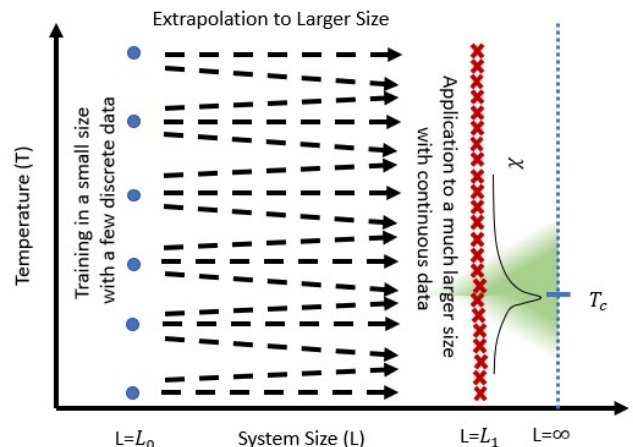 Extrapolation to Larger Size
Temperature (T)
Training in a small size
with a few discrete data
Application to a much larger size
with continuous data
χ
T_c
L=L_0
System Size (L)
L=L_1
L=∞